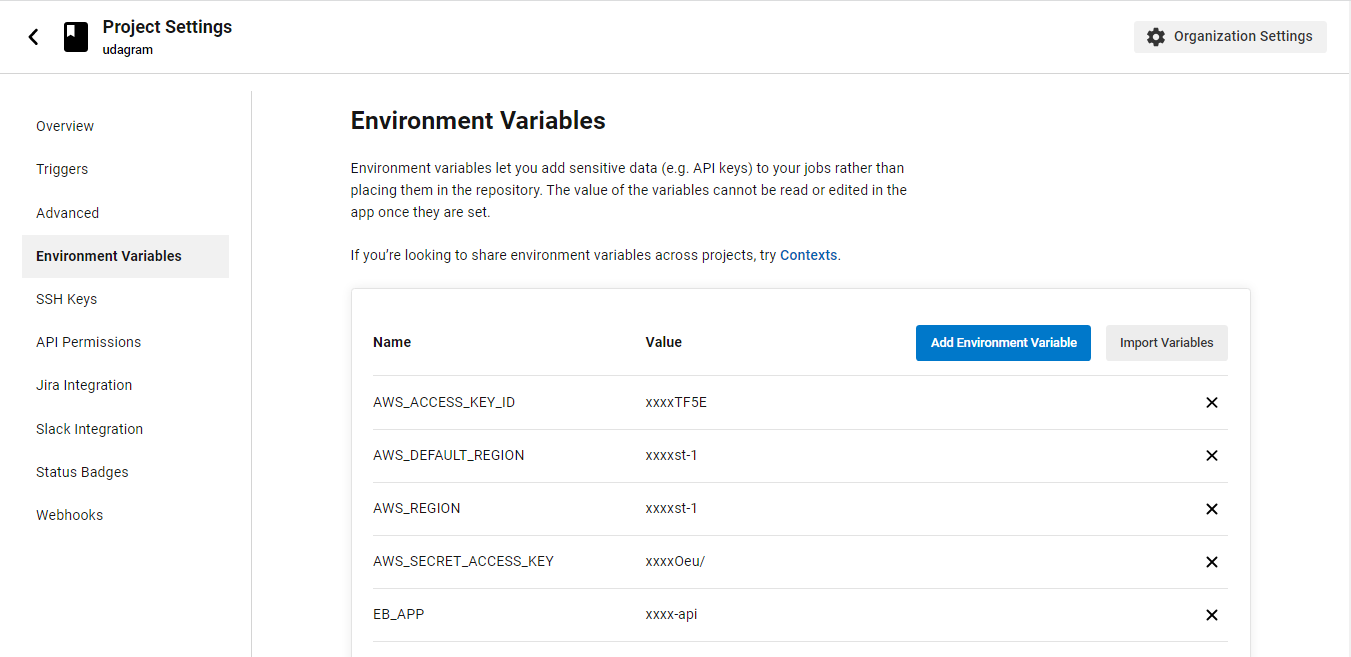 Project Settings
udagram
Organization Settings
Overview
Triggers
Advanced
Environment Variables
SSH Keys
API Permissions
Jira Integration
Slack Integration
Status Badges
Webhooks
Environment Variables
Environment variables let you add sensitive data (e.g. API keys) to your jobs rather than
placing them in the repository. The value of the variables cannot be read or edited in the
app once they are set.
If you’re looking to share environment variables across projects, try Contexts.
Name Value Add Environment Variable Import Variables
AWS_ACCESS_KEY_ID xxxxTF5E
AWS_DEFAULT_REGION xxxxst-1
AWS_REGION xxxxst-1
AWS_SECRET_ACCESS_KEY xxxxOeu/
EB_APP xxxx-api